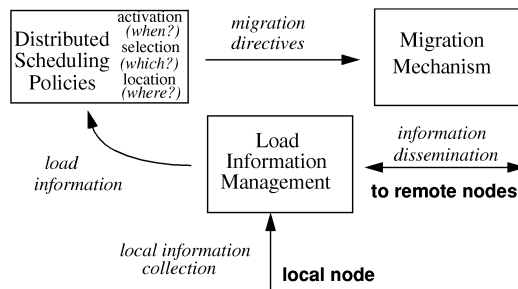 Distributed
Scheduling
Policies
activation
(when?)
selection
(which?)
location
(where?)
migration
directives
Migration
Mechanism
load
information
Load
Information
Management
information
dissemination
to remote nodes
local information
collection
local node